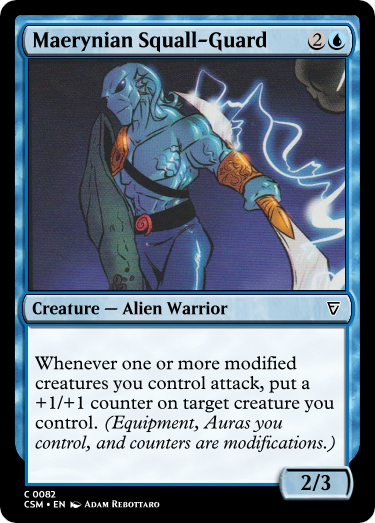 Maerynian Squall-Guard 2
Creature — Alien Warrior
Whenever one or more modified
creatures you control attack, put a
+1/+1 counter on target creature you
control. (Equipment, Auras you
control, and counters are modifications.)
2/3
C 0082
CSM • EN Adam Rebottaro